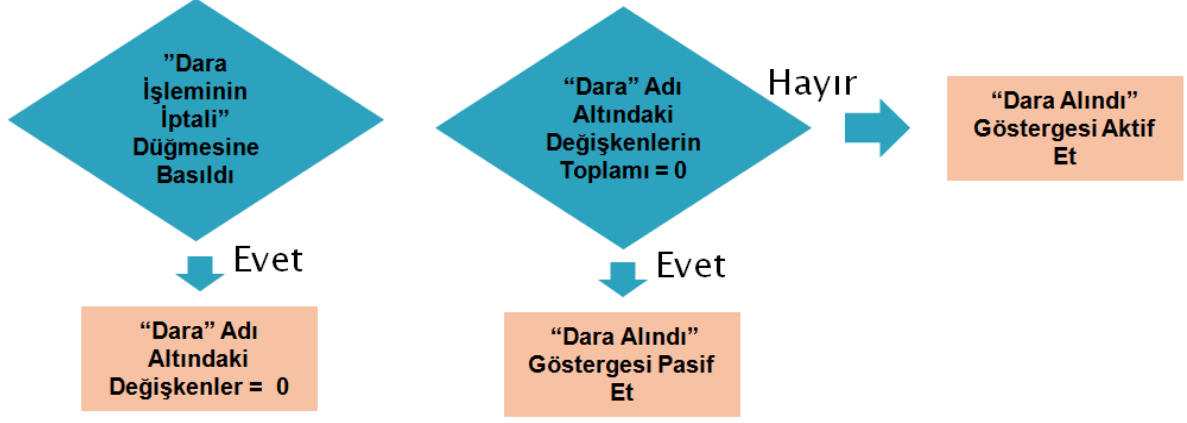 ”Dara
İşleminin
İptali”
Düğmesine
Basıldı
Evet
“Dara” Adı
Altındaki
Değişkenler = 0
“Dara” Adı
Altındaki
Değişkenlerin
Toplamı = 0
Hayır
“Dara Alındı”
Göstergesi Aktif
Et
Evet
“Dara Alındı”
Göstergesi Pasif
Et